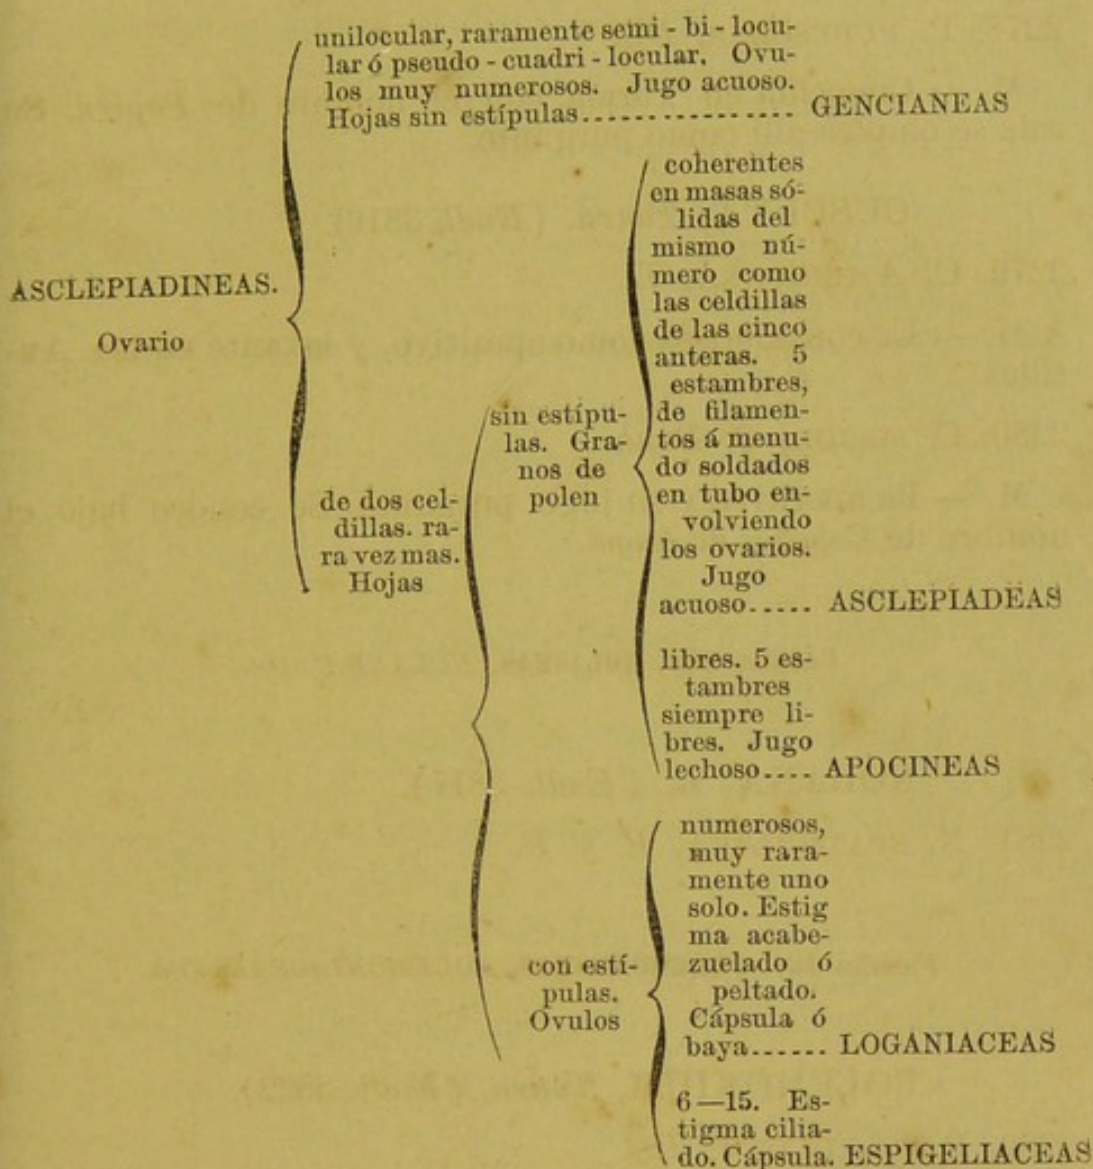 unilocular, raramente semi - bi - locu-
lar ó pseudo - cuadri - locular. Ovu-
los muy numerosos. Jugo acuoso.
Hojas sin estípulas................ GENCIANEAS
ASCLEPIADINEAS.
Ovario
de dos cel-
dillas. ra-
ra vez mas.
Hojas
sin estípu-
las. Gra-
nos de
polen
coherentes
en masas só-
lidas del
mismo nú-
mero como
las celdillas
de las cinco
anteras. 5
estambres,
de filamen-
tos á menu-
do soldados
en tubo en-
volviendo
los ovarios.
Jugo
acuoso..... ASCLEPIADEAS
libres. 5 es-
tambres
siempre li-
bres. Jugo
lechoso.... APOCINEAS
con estí-
pulas.
Ovulos
numerosos,
muy rara-
mente uno
solo. Estig
ma acabe-
zuelado ó
peltado.
Cápsula ó
baya...... LOGANIACEAS
6—15. Es-
tigma cilia-
do. Cápsula. ESPIGELIACEAS